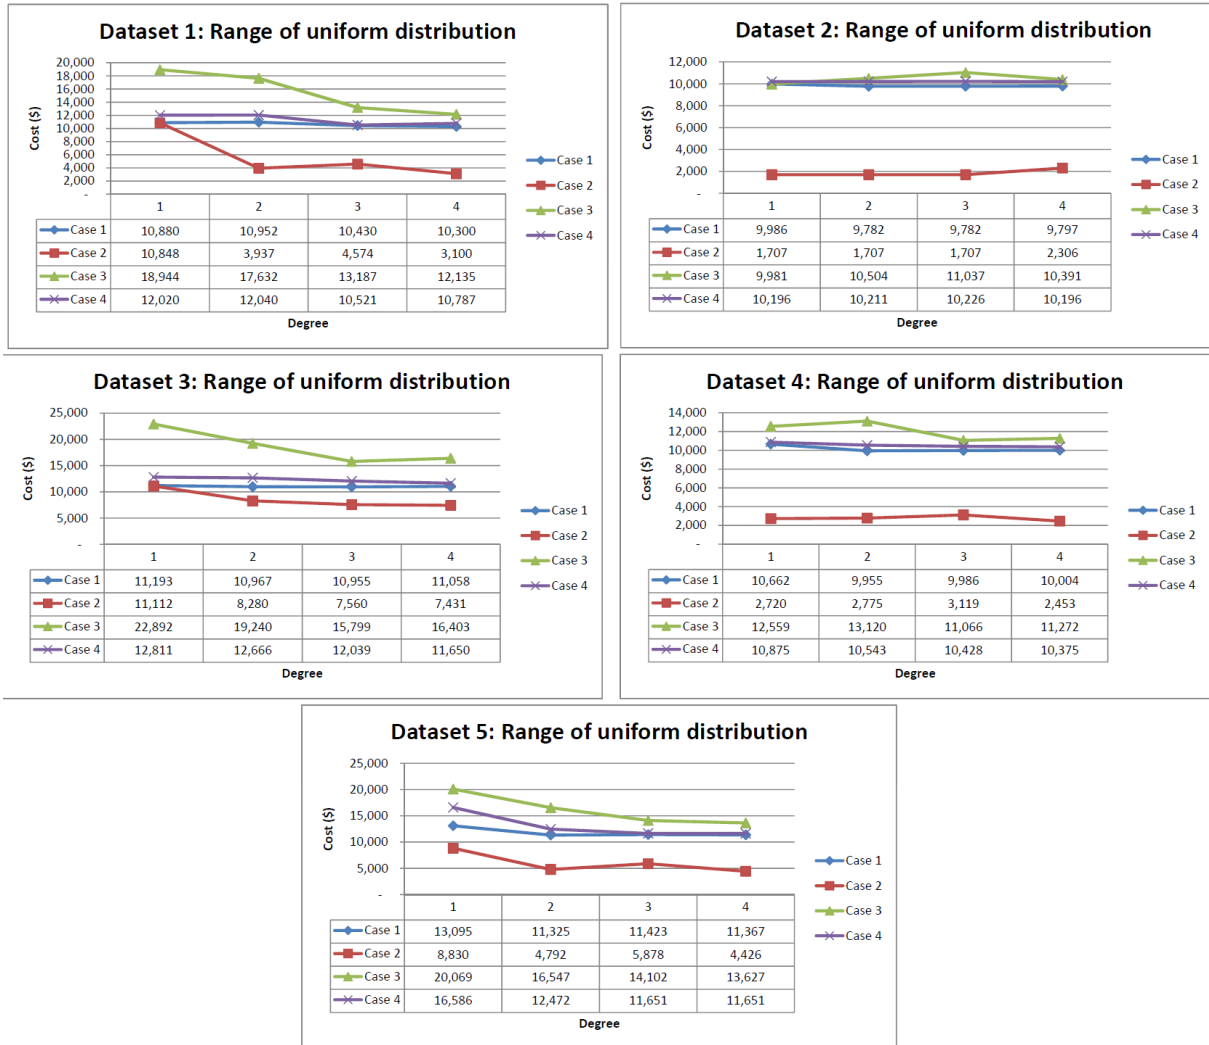 Dataset 1: Range of uniform distribution
20,000
18,000
16,000
14,000
12,000
10,000
8,000
6,000
4,000
2,000
-
Cost ($)
Case 1
Case 2
Case 3
Case 4
1 2 3 4
Case 1 10,880 10,952 10,430 10,300
Case 2 10,848 3,937 4,574 3,100
Case 3 18,944 17,632 13,187 12,135
Case 4 12,020 12,040 10,521 10,787
Degree
Dataset 2: Range of uniform distribution
12,000
10,000
8,000
6,000
4,000
2,000
-
Cost ($)
Case 1
Case 2
Case 3
Case 4
1 2 3 4
Case 1 9,986 9,782 9,782 9,797
Case 2 1,707 1,707 1,707 2,306
Case 3 9,981 10,504 11,037 10,391
Case 4 10,196 10,211 10,226 10,196
Degree
Dataset 3: Range of uniform distribution
25,000
20,000
15,000
10,000
5,000
-
Cost ($)
Case 1
Case 2
Case 3
Case 4
1 2 3 4
Case 1 11,193 10,967 10,955 11,058
Case 2 11,112 8,280 7,560 7,431
Case 3 22,892 19,240 15,799 16,403
Case 4 12,811 12,666 12,039 11,650
Degree
Dataset 4: Range of uniform distribution
14,000
12,000
10,000
8,000
6,000
4,000
2,000
-
Cost ($)
Case 1
Case 2
Case 3
Case 4
1 2 3 4
Case 1 10,662 9,955 9,986 10,004
Case 2 2,720 2,775 3,119 2,453
Case 3 12,559 13,120 11,066 11,272
Case 4 10,875 10,543 10,428 10,375
Degree
Dataset 5: Range of uniform distribution
25,000
20,000
15,000
10,000
5,000
-
Cost ($)
Case 1
Case 2
Case 3
Case 4
1 2 3 4
Case 1 13,095 11,325 11,423 11,367
Case 2 8,830 4,792 5,878 4,426
Case 3 20,069 16,547 14,102 13,627
Case 4 16,586 12,472 11,651 11,651
Degree